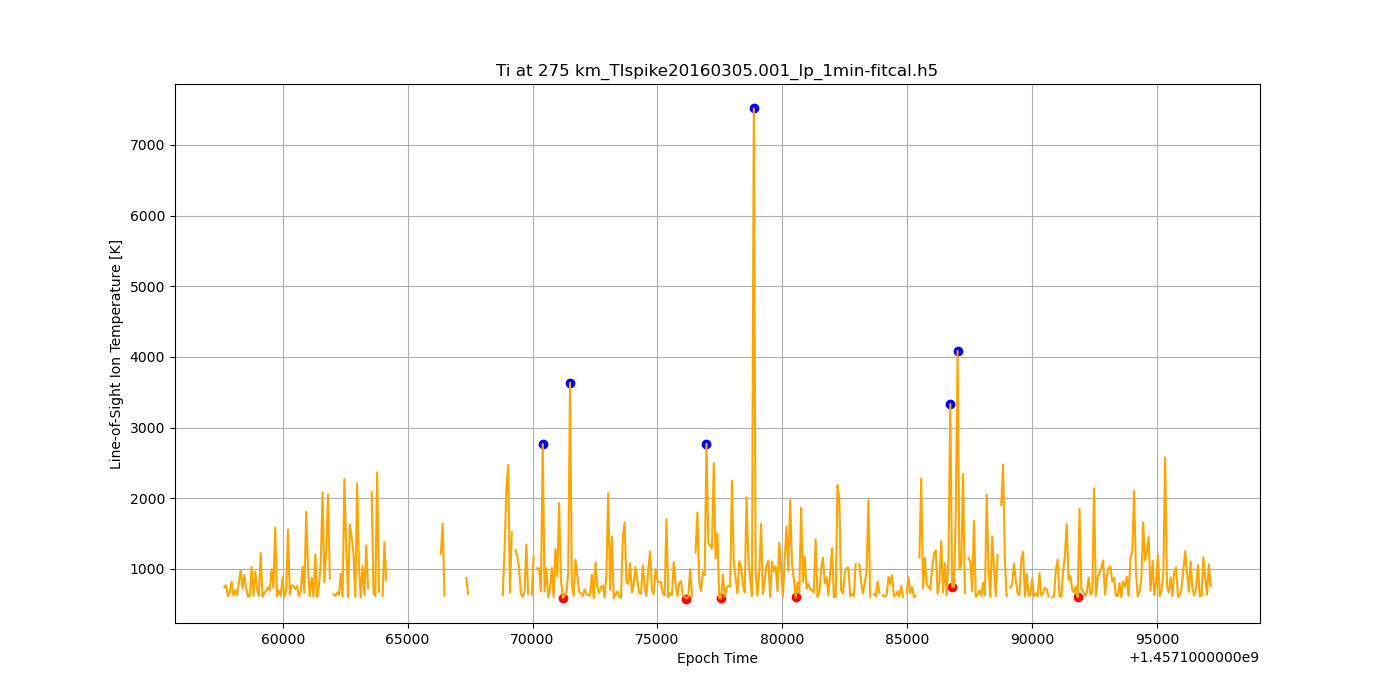 Ti at 275 km_TIspike20160305.001_lp_1min-fitcal.h5
Line-of-Sight Ion Temperature [K]
7000
6000
5000
4000
3000
2000
1000
60000 65000 70000 75000 80000 85000 90000 95000
Epoch Time
+1.4571000000e9